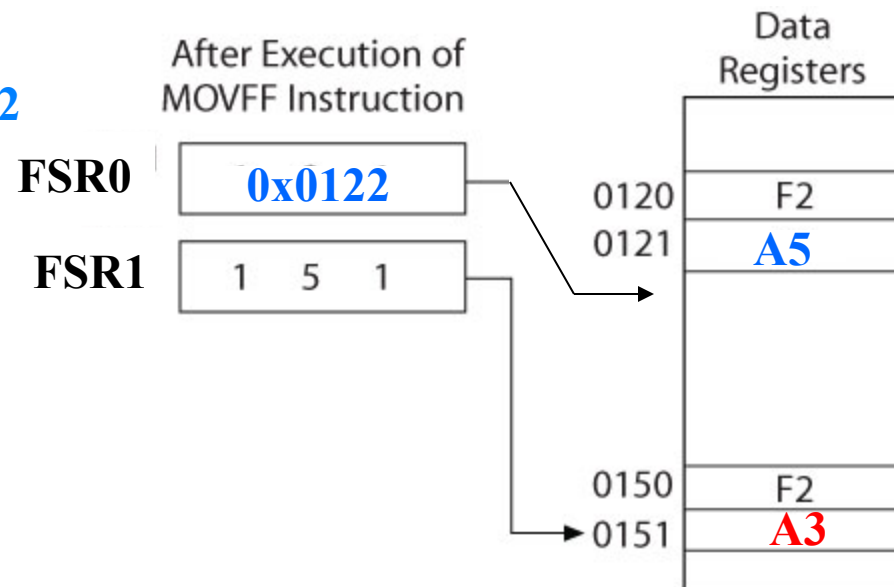 After Execution of
MOVFF Instruction
2
FSR0
0x0122
FSR1
1 5 1
Data
Registers
0120 F2
0121 A5
0150 F2
0151 A3